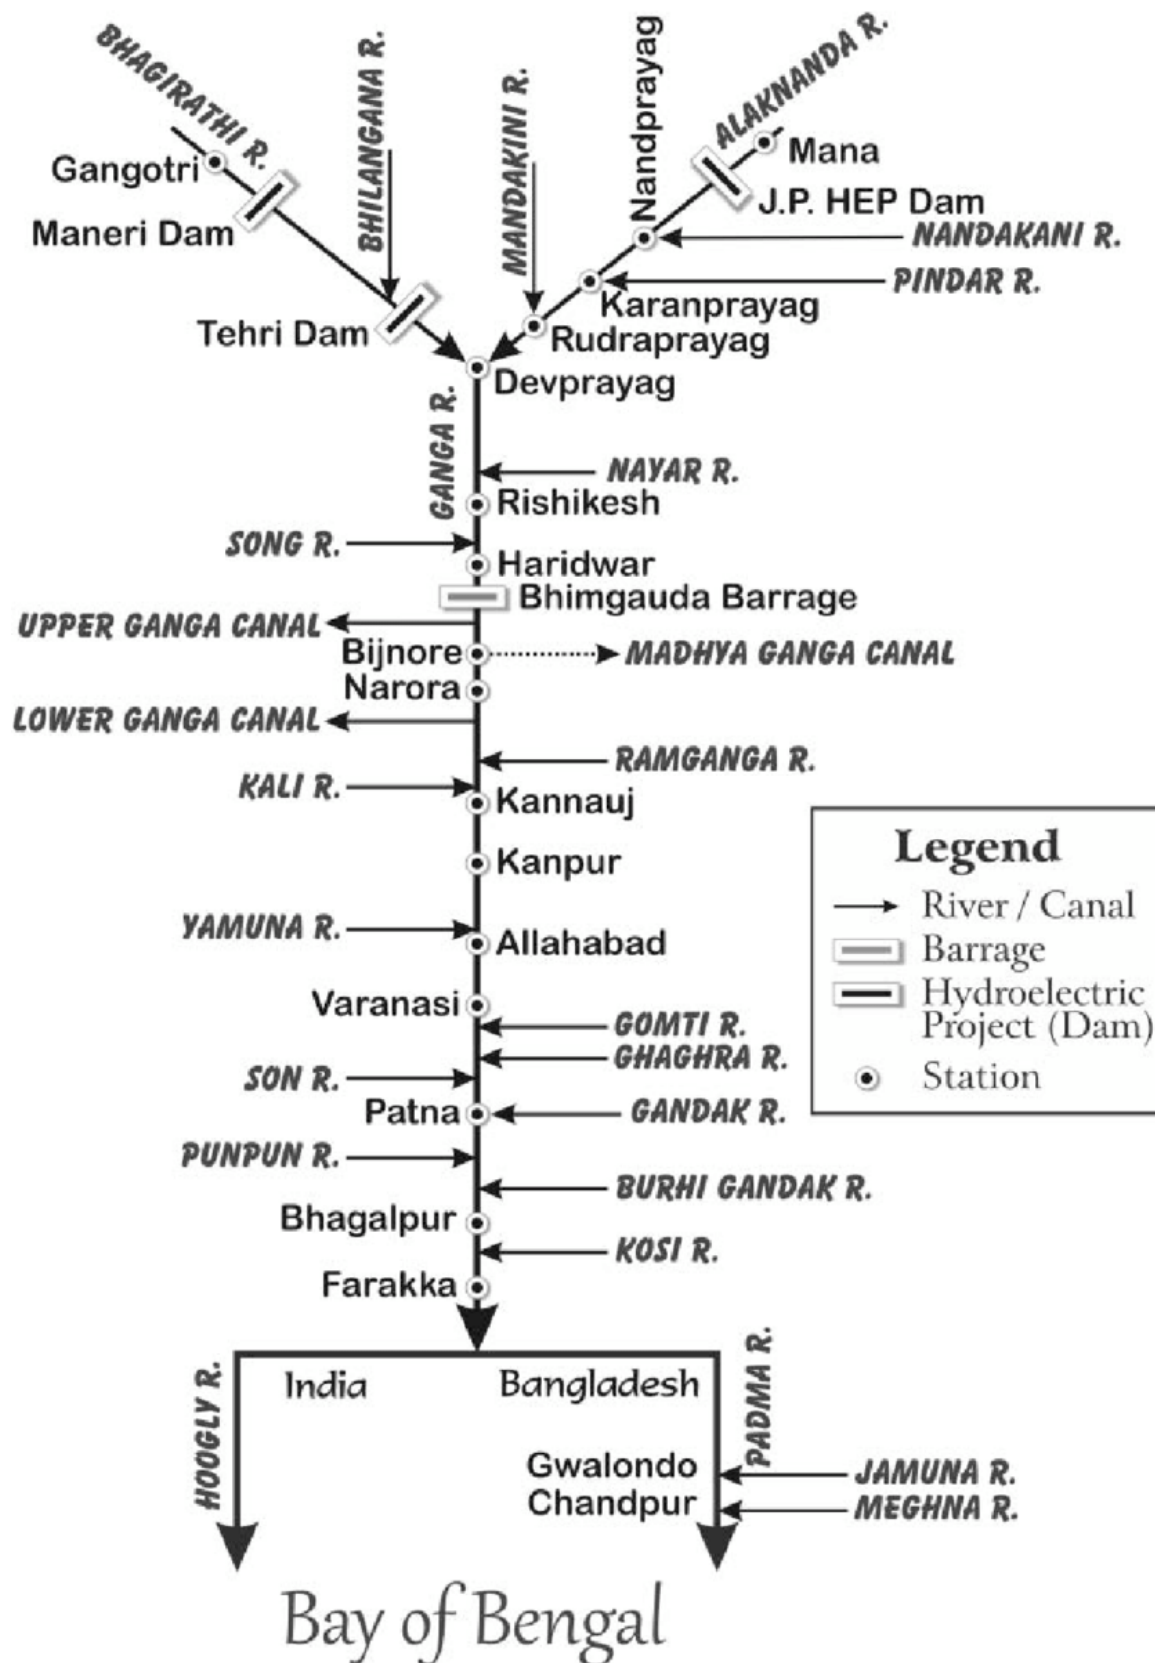 BHAGIRATHI R.
BHILANGANA R.
MANDAKINI R.
Nandprayag
ALAKNANDA R.
Gangotri
Mana
Maneri Dam
J.P. HEP Dam
NANDAKANI R.
PINDAR R.
Karanprayag
Tehri Dam
Rudraprayag
Devprayag
GANGA R.
NAYAR R.
Rishikesh
SONG R.
Haridwar
Bhimgauda Barrage
UPPER GANGA CANAL
Bijnore
MADHYA GANGA CANAL
Narora
LOWER GANGA CANAL
RAMGANGA R.
KALI R.
Kannauj
Kanpur
YAMUNA R.
Allahabad
Varanasi
GOMTI R.
GHAGHRA R.
SON R.
Patna
GANDAK R.
PUNPUN R.
BURHI GANDAK R.
Bhagalpur
KOSI R.
Farakka
Legend
River / Canal
Barrage
Hydroelectric
Project (Dam)
Station
HOOGLY R.
India
Bangladesh
PADMA R.
Gwalondo
JAMUNA R.
Chandpur
MEGHNA R.
Bay of Bengal